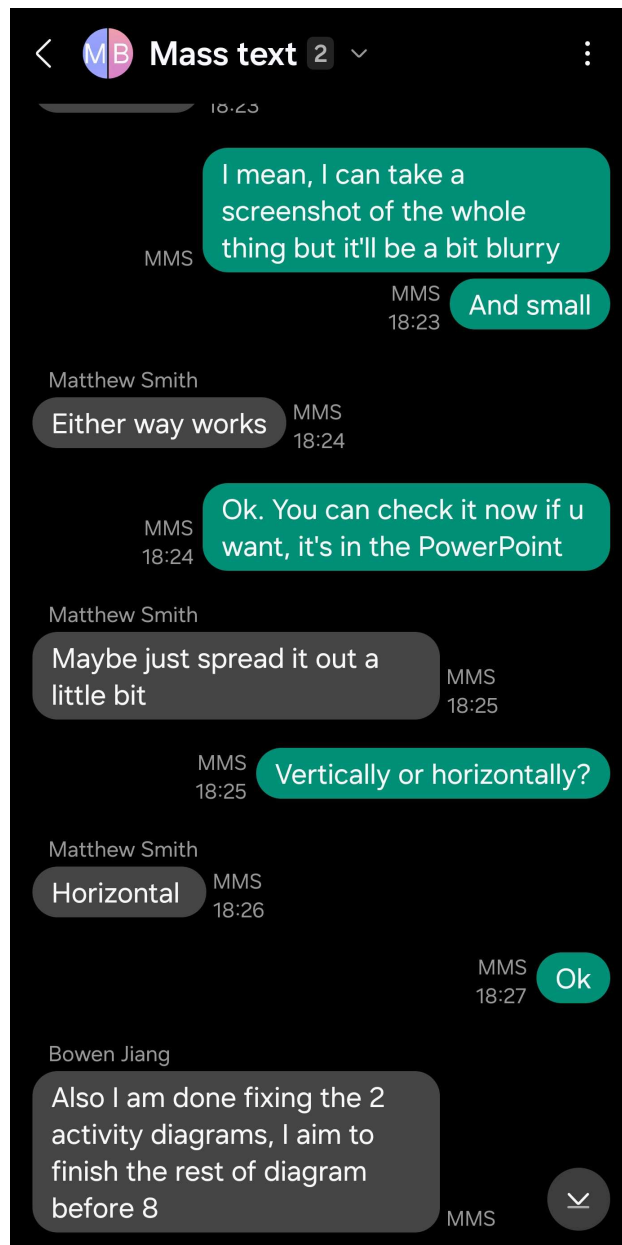 MB Mass text 2
18:23
I mean, I can take a
screenshot of the whole
thing but it'll be a bit blurry
MMS
MMS
18:23
And small
Matthew Smith
Either way works
MMS
18:24
Ok. You can check it now if u
want, it's in the PowerPoint
MMS
18:24
Matthew Smith
Maybe just spread it out a
little bit
MMS
18:25
MMS
18:25
Vertically or horizontally?
Matthew Smith
Horizontal
MMS
18:26
MMS
18:27
Ok
Bowen Jiang
Also I am done fixing the 2
activity diagrams, I aim to
finish the rest of diagram
before 8
MMS